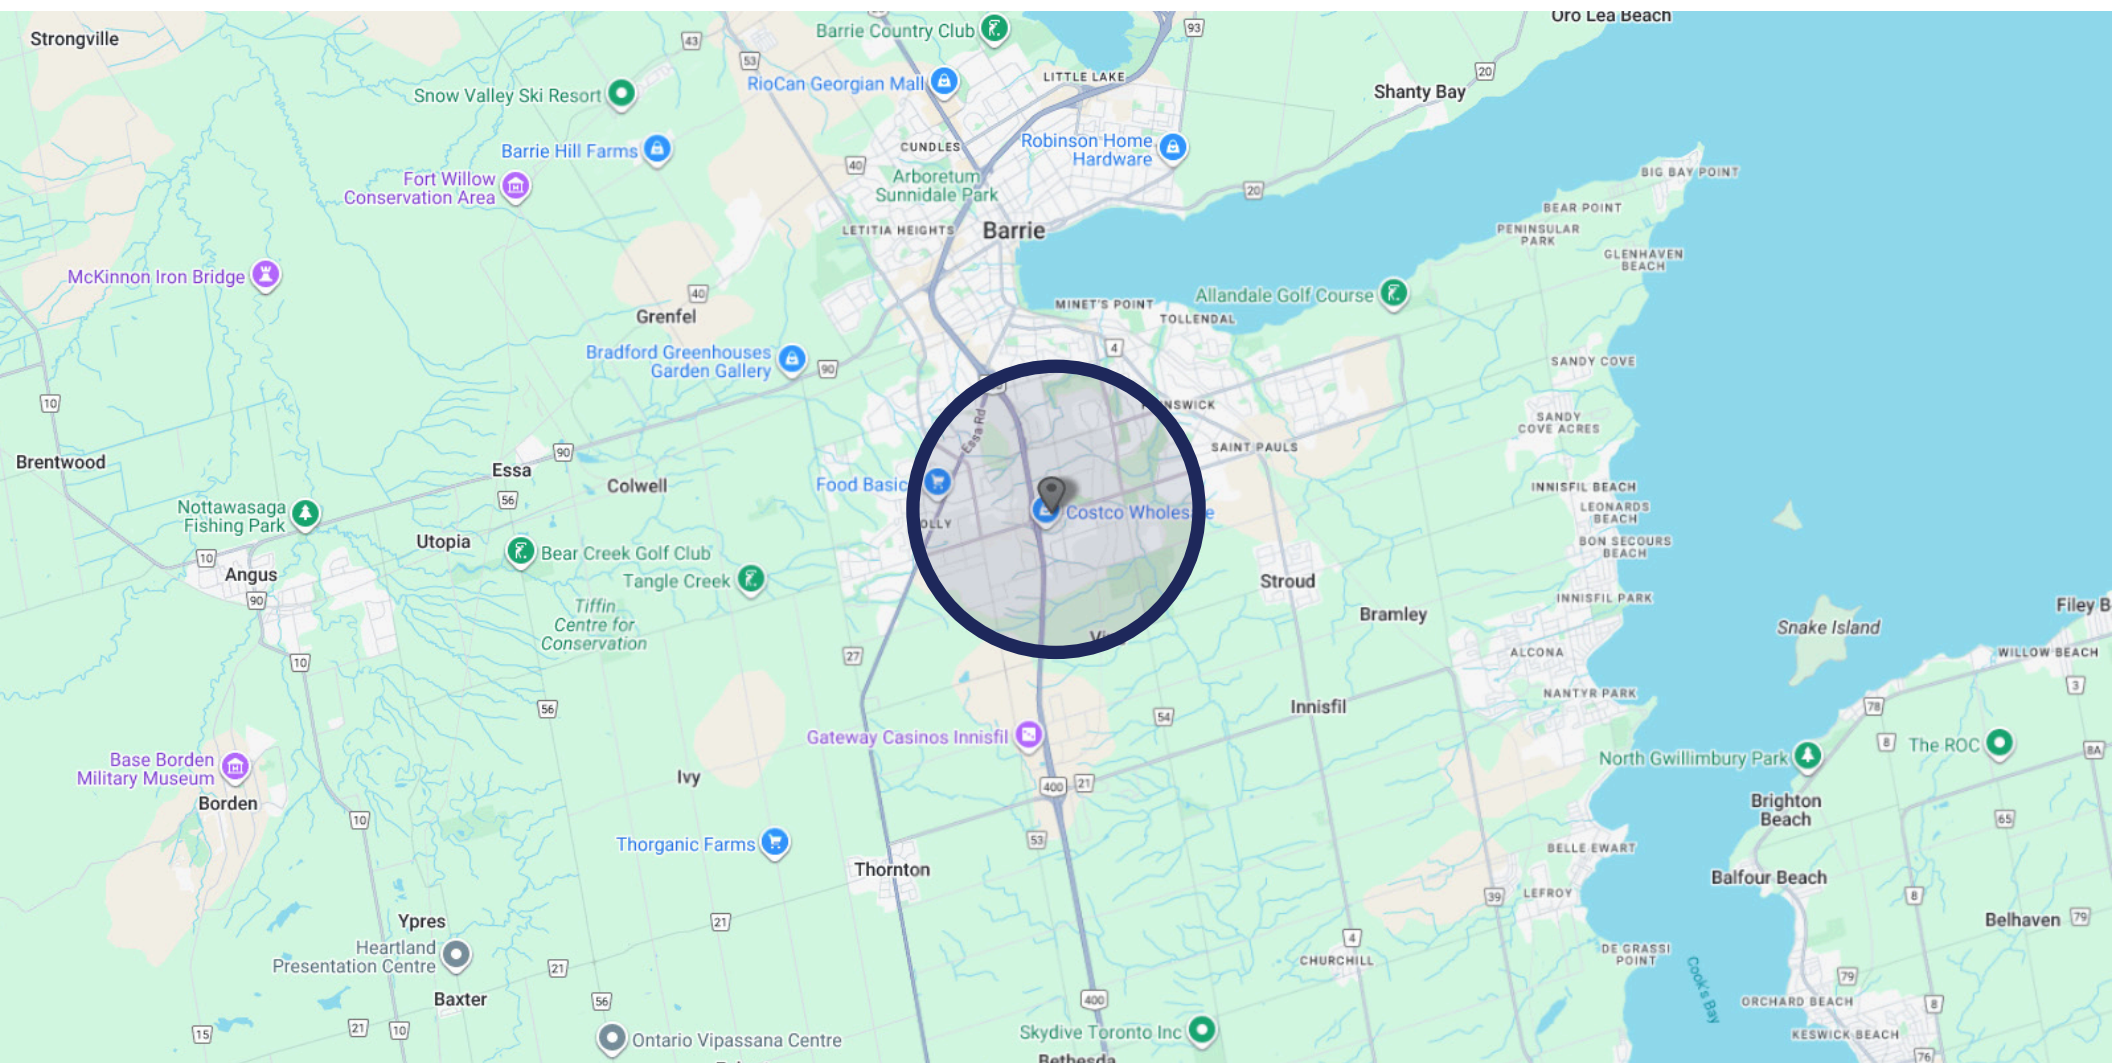 Oro Lea Beach
Strongville
Barrie Country Club
93
43
53
20
LITTLE LAKE
RioCan Georgian Mall
Shanty Bay
Snow Valley Ski Resort
Robinson Home
Hardware
CUNDLES
Barrie Hill Farms
40
Arboretum
Sunnidale Park
BIG BAY POINT
Fort Willow
Conservation Area
20
BEAR POINT
LETITIA HEIGHTS
Barrie
PENINSULAR
PARK
GLENHAVEN
BEACH
McKinnon Iron Bridge
40
Allandale Golf Course
MINET'S POINT
TOLLENDAL
Grenfel
4
Bradford Greenhouses
Garden Gallery
90
SANDY COVE
10
Essa Rd
NSWICK
SANDY
COVE ACRES
SAINT PAULS
90
Brentwood
Essa
Colwell
Food Basic
INNISFIL BEACH
56
Nottawasaga
Fishing Park
Costco Wholesale
LEONARDS
BEACH
OLLY
Utopia
BON SECOURS
BEACH
10
Bear Creek Golf Club
Angus
Tangle Creek
Stroud
90
INNISFIL PARK
Filey B
Tiffin
Centre for
Conservation
Bramley
Snake Island
Vi
27
10
ALCONA
WILLOW BEACH
3
NANTYR PARK
56
Innisfil
78
54
Gateway Casinos Innisfil
8
The ROC
8A
Base Borden
Military Museum
North Gwillimbury Park
Ivy
400
21
Borden
Brighton
Beach
10
65
53
Thorganic Farms
BELLE EWART
Thornton
Balfour Beach
39
LEFROY
8
Ypres
21
Belhaven
79
4
Heartland
Presentation Centre
DE GRASSI
POINT
CHURCHILL
21
Cook's Bay
79
Baxter
56
400
ORCHARD BEACH
8
15
21
10
Skydive Toronto Inc
KESWICK BEACH
Ontario Vipassana Centre
76
Bethesda